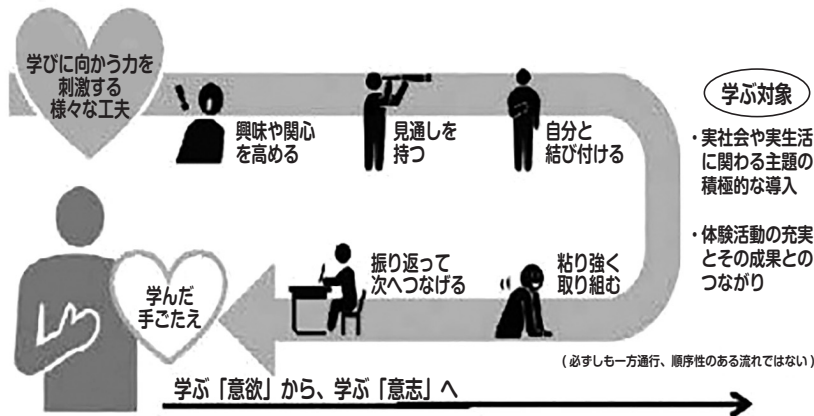 学びに向かう力を
刺激する
様々な工夫
興味や関心
を高める
見通しを
持つ
自分と
結び付ける
学ぶ対象
・実社会や実生活
に関わる主題の
積極的な導入
・体験活動の充実
とその成果との
つながり
粘り強く
取り組む
振り返って
次へつなげる
学んだ
手ごたえ
(必ずしも一方通行、順序性のある流れではない)
学ぶ「意欲」から、学ぶ「意志」へ